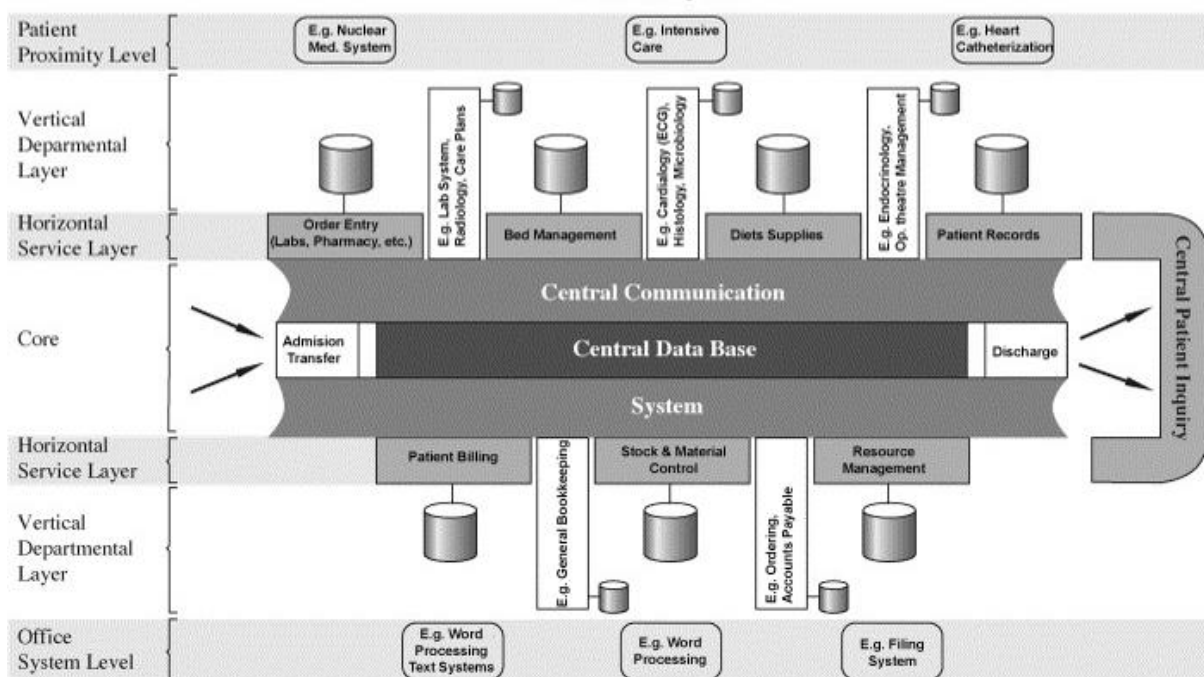 Patient
Proximity Level
E.g. Nuclear
Med. System
E.g. Intensive
Care
E.g. Heart
Catheterization
Vertical
Deparmental
Layer
E.g. Lab System,
Radiology, Care Plans
E.g. Cardialogy (ECG),
Histology, Microbiology
E.g. Endocrinology,
Op. theatre Management
Horizontal
Service Layer
Order Entry
(Labs, Pharmacy, etc.)
Bed Management
Diets Supplies
Patient Records
Central Patient Inquiry
Core
Central Communication
Admision
Transfer
Central Data Base
Discharge
System
Horizontal
Service Layer
Patient Billing
Stock & Material
Control
Resource
Management
Vertical
Departmental
Layer
E.g. General Bookkeeping
E.g. Ordering,
Accounts Payable
Office
System Level
E.g. Word
Processing
Text Systems
E.g. Word
Processing
E.g. Filing
System